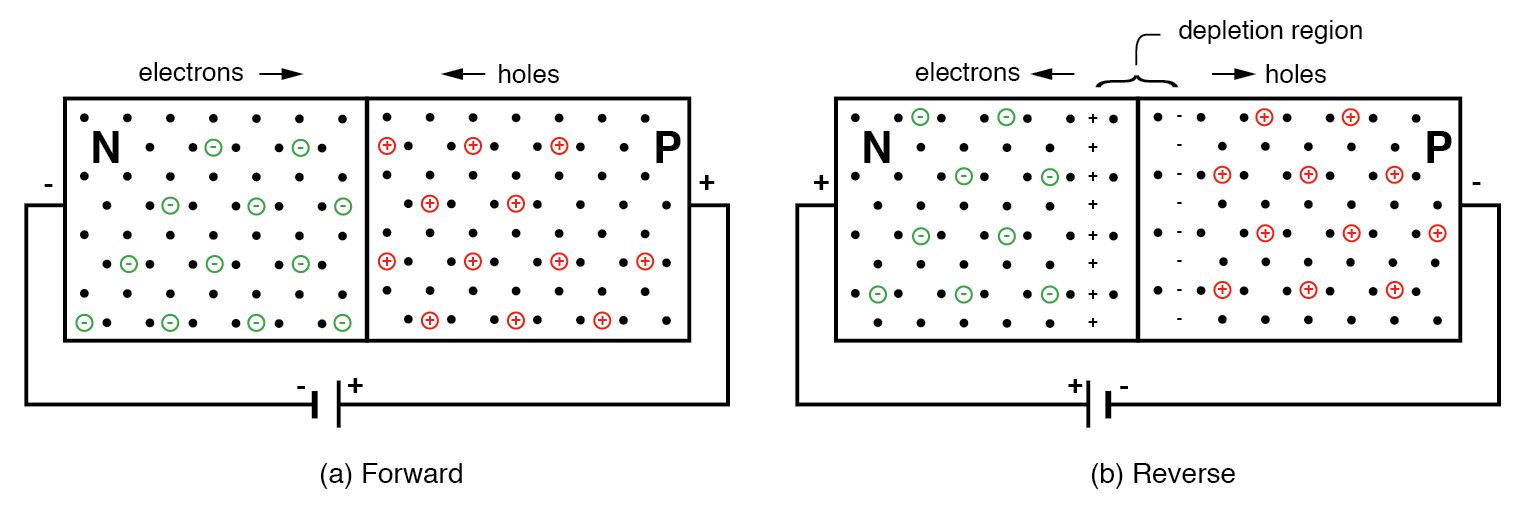 depletion region
electrons holes
electrons holes
N P
N P
- +
+ -
- +
+ -
(a) Forward
(b) Reverse